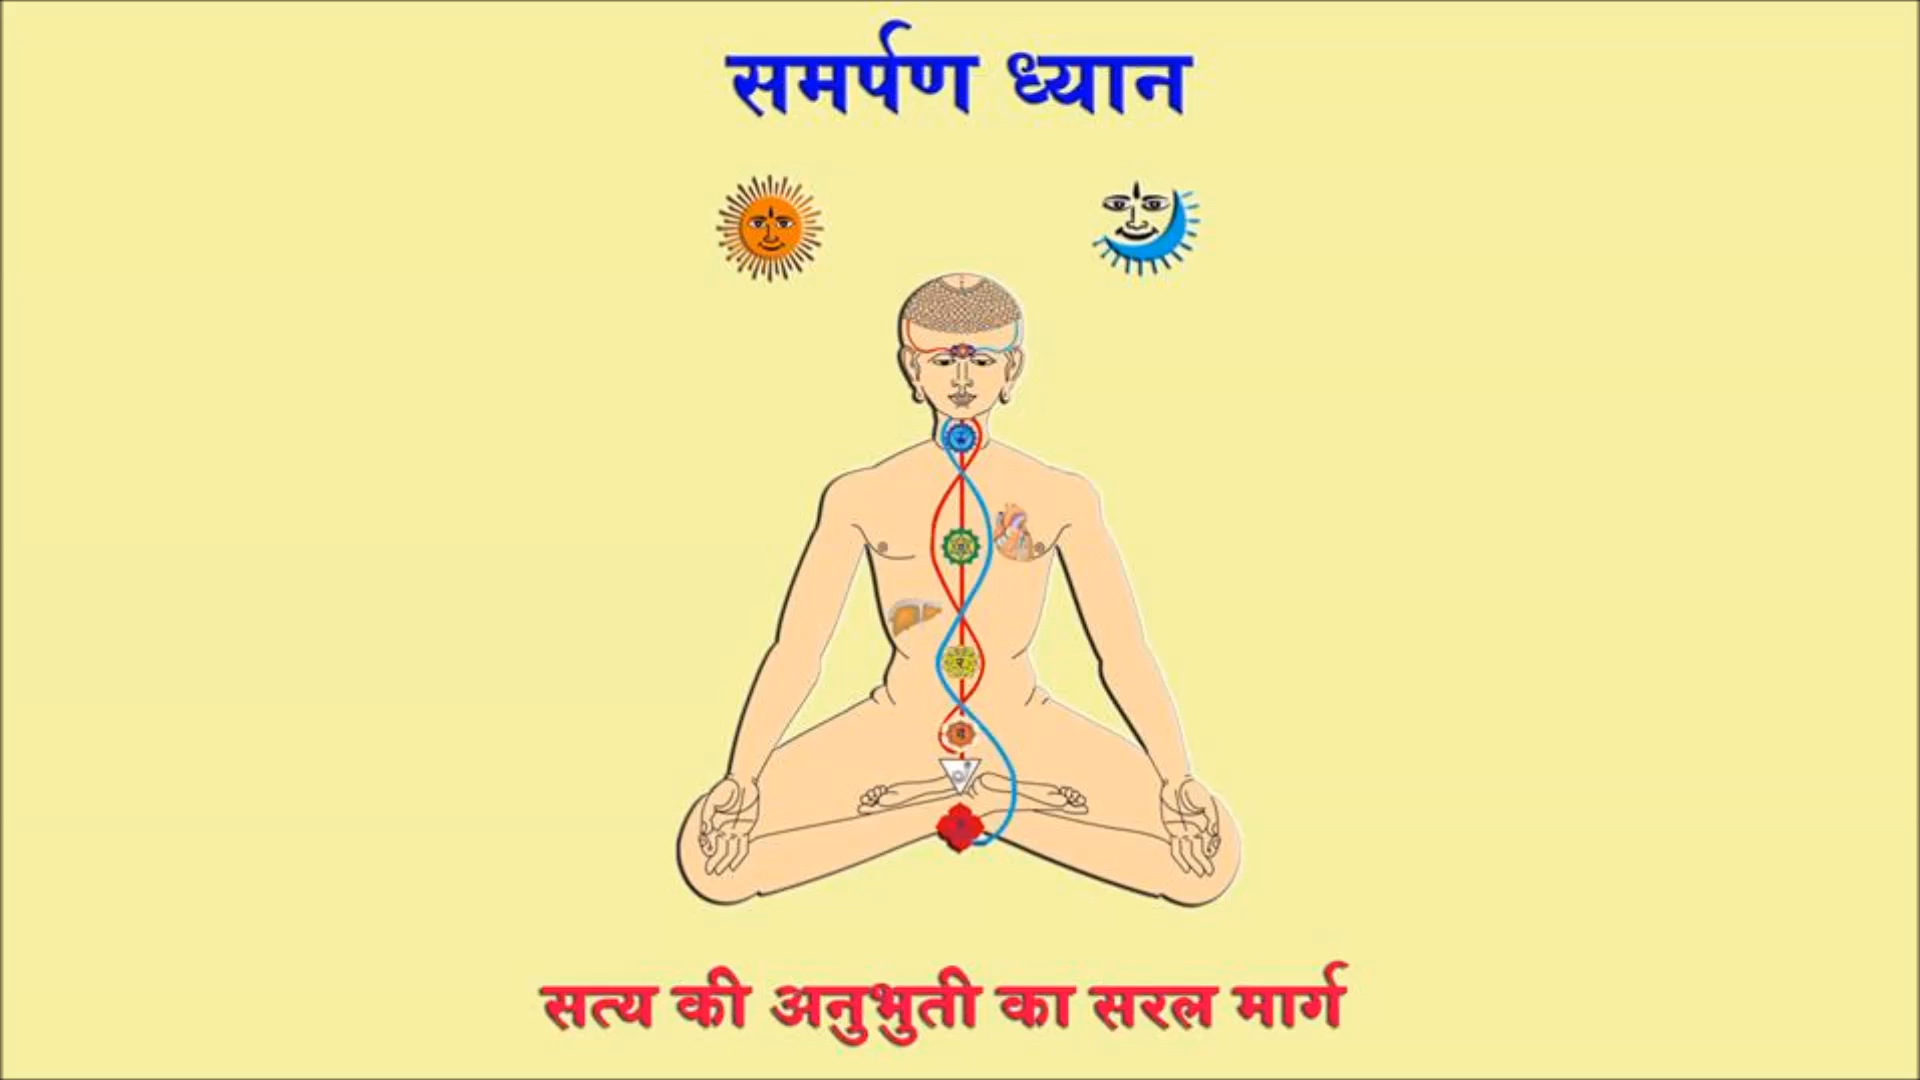 समर्पण ध्यान
र
सत्य की अनुभुती का सरल मार्ग